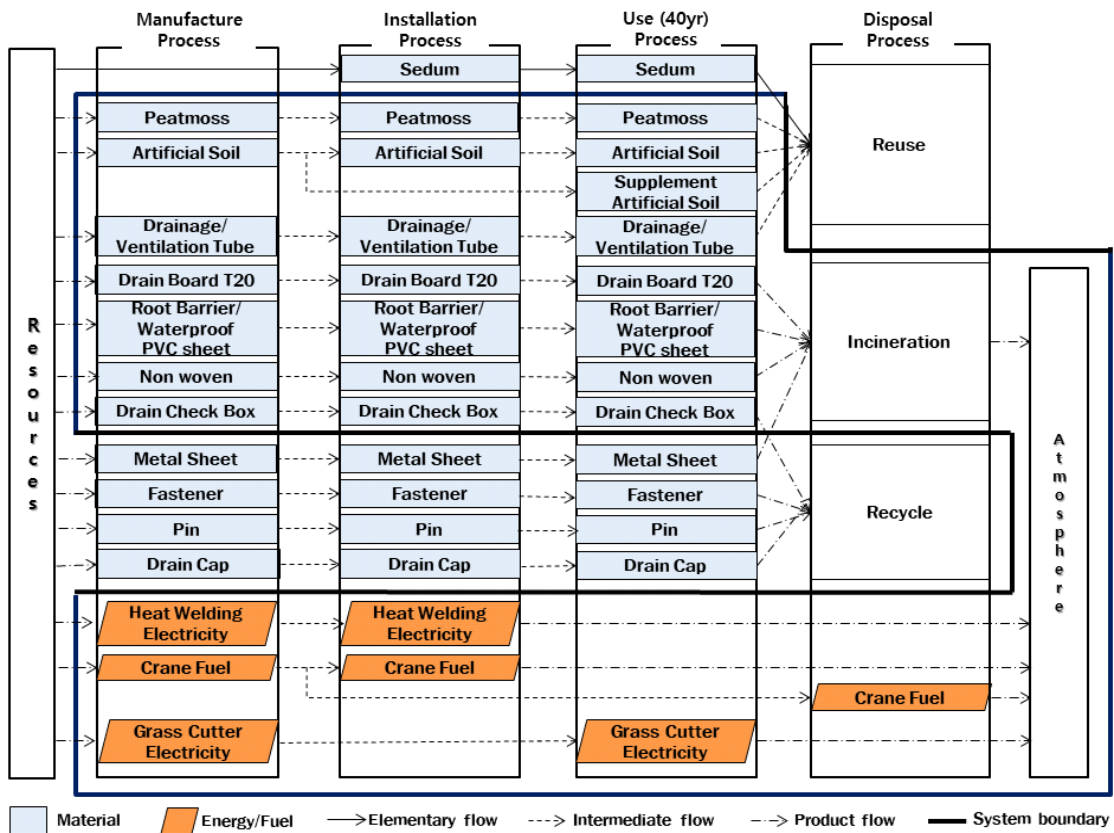 Manufacture
Process
Installation
Process
Use (40yr)
Process
Disposal
Process
Resources
Sedum
Sedum
Peatmoss
Peatmoss
Peatmoss
Artificial Soil
Artificial Soil
Artificial Soil
Supplement
Artificial Soil
Reuse
Drainage/
Ventilation Tube
Drainage/
Ventilation Tube
Drainage/
Ventilation Tube
Drain Board T20
Drain Board T20
Drain Board T20
Root Barrier/
Waterproof
PVC sheet
Root Barrier/
Waterproof
PVC sheet
Root Barrier/
Waterproof
PVC sheet
Incineration
Non woven
Non woven
Non woven
Drain Check Box
Drain Check Box
Drain Check Box
Metal Sheet
Metal Sheet
Metal Sheet
Fastener
Fastener
Fastener
Recycle
Pin
Pin
Pin
Drain Cap
Drain Cap
Drain Cap
Atmosphere
Heat Welding
Electricity
Heat Welding
Electricity
Crane Fuel
Crane Fuel
Crane Fuel
Grass Cutter
Electricity
Grass Cutter
Electricity
Material
Energy/Fuel
Elementary flow
Intermediate flow
Product flow
System boundary